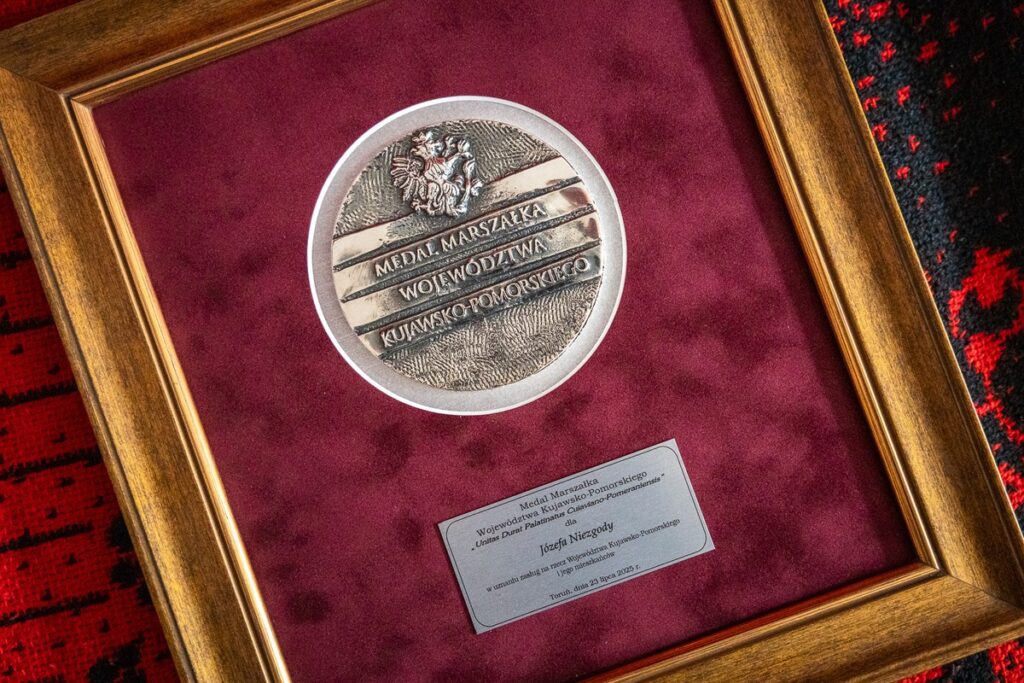 MEDAL MARSZAŁKA
WOJEWÓDZTWA
KUJAWSKO-POMORSKIEGO
Medal Marszałka
Województwa Kujawsko-Pomorskiego
„Unitas Durat Palatinatus Cuiaviano-Pomeraniensis”
dla
Józefa Niezgody
w uznaniu zasług na rzecz Województwa Kujawsko-Pomorskiego
i jego mieszkańców
Toruń, dnia 23 lipca 2025 r.